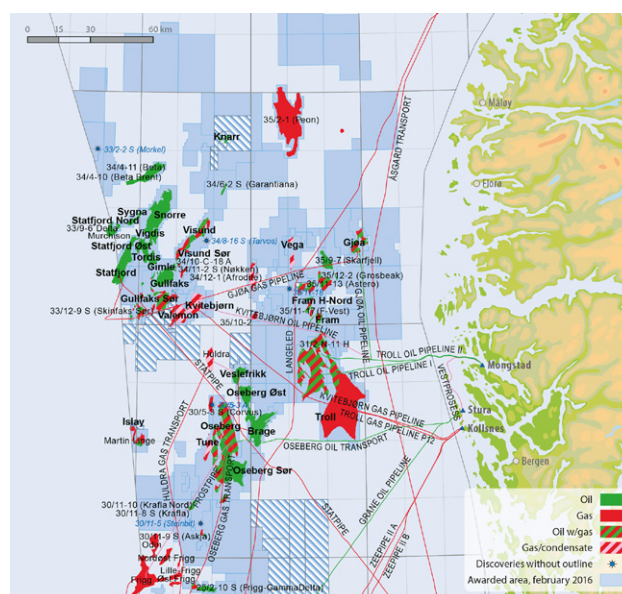 0
30
60 km
Måløy
35/2-1 (Peon)
ÅSGARD TRANSPORT
Knarr
33/2-2 S (Morkel)
34/4-11 (Beta)
34/4-10 (Beta Brent)
34/6-2 S (Garantiana)
Florø
Sygna
Snorre
Statfjord Nord
33/9-6 Delta
Vigdis
Visund
Murchison
Statfjord Øst
34/8-16 S (Tarvos)
Vega
Gjøa
Tordis
Visund Sør
34/10-C-18 A
Gimle
34/11-2 S (Nøkken)
35/9-7 (Skarfjell)
Statfjord
34/12-1 (Afrodite)
35/12-2 (Grosbeak)
Gullfaks
35/11-13 (Astero)
GJØA GAS PIPELINE
GJØA OIL PIPELINE
Gullfaks Sør
Kvitebjørn
Fram H-Nord
33/12-9 S (Skinfaks Sør)
Valemon
35/11-17 (F-Vest)
KVITEBJØRN OIL PIPELINE
Fram
35/10-2
31/2-N-11 H
TROLL OIL PIPELINE II
Huldra
LANGELED
TROLL OIL PIPELINE I
Mongstad
STATPIPE
Veslefrikk
VESTPROSESS
Oseberg Øst
KVITEBJØRN GAS PIPELINE
30/5-3 S (Corvus)
Troll
TROLL GAS PIPELINE P12
Stura
Islay
Oseberg
Brage
Kollsnes
Martin Linge
Tune
OSEBERG OIL TRANSPORT
HULDRA GAS TRANSPORT
Bergen
Oseberg Sør
FROSTPIPE
GRANE OIL PIPELINE
30/11-10 (Krafla Nord)
30/11-8 S (Krafla)
OSEBERG GAS TRANSPORT
STATPIPE
30/11-5 (Steinbit)
ZEEPIPE II A
ZEEPIPE II B
30/11-9 S (Askja)
Odin
Nordøst Frigg
Lille-Frigg
Frigg
Øst Frigg
25/2-10 S (Frigg-GammaDelta)
Oil
Gas
Oil w/gas
Gas/condensate
Discoveries without outline
Awarded area, february 2016